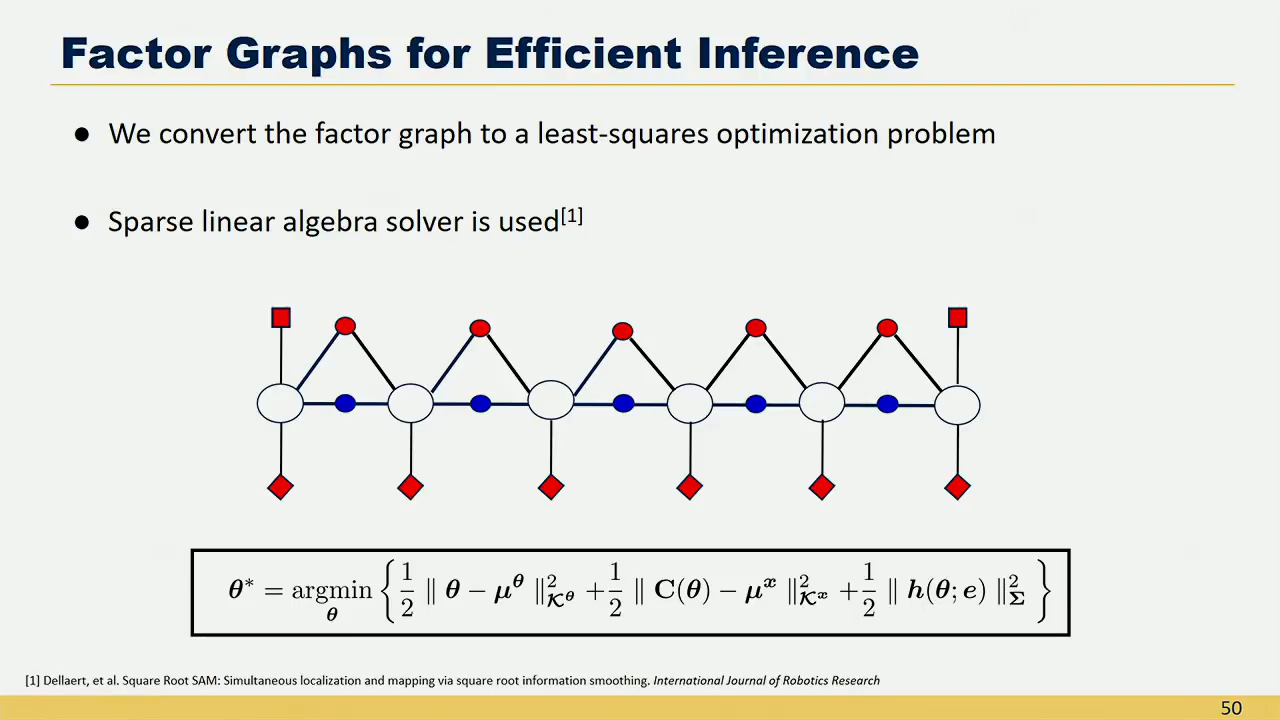 Factor Graphs for Efficient Inference
● We convert the factor graph to a least-squares optimization problem
● Sparse linear algebra solver is used[1]
θ* = argmin_θ { 1/2 ‖ θ − μ^θ ‖²_{𝒦^θ} + 1/2 ‖ C(θ) − μ^x ‖²_{𝒦^x} + 1/2 ‖ h(θ; e) ‖²_Σ }
[1] Dellaert, et al. Square Root SAM: Simultaneous localization and mapping via square root information smoothing. International Journal of Robotics Research
50